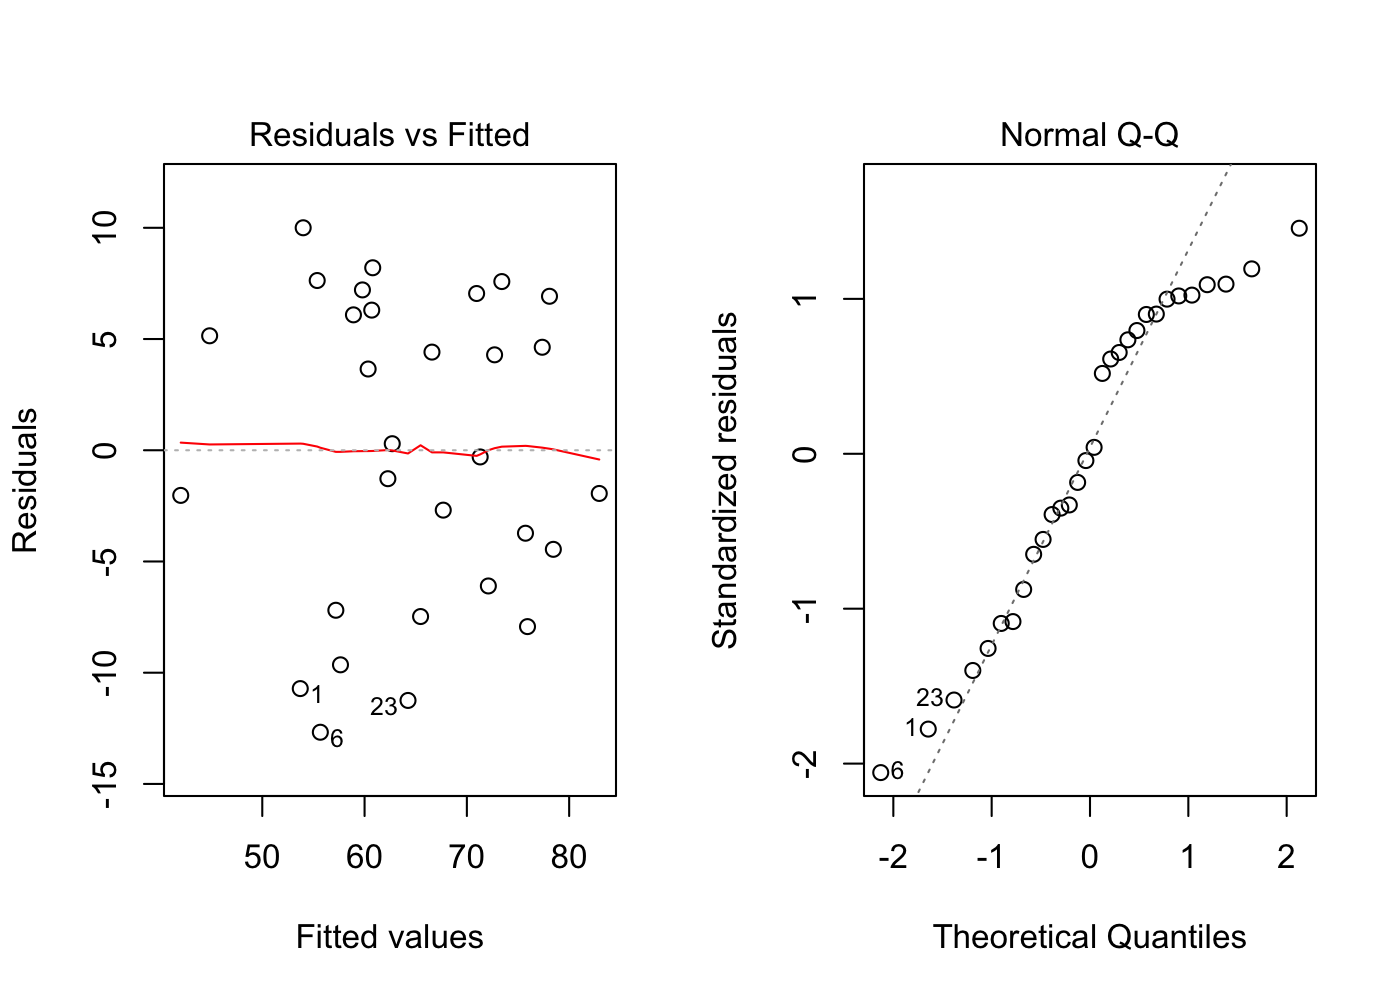 Residuals vs Fitted
Residuals
10
5
0
-5
-10
-15
1
23
6
50 60 70 80
Fitted values
Normal Q-Q
Standardized residuals
1
0
-1
-2
23
1
6
-2 -1 0 1 2
Theoretical Quantiles